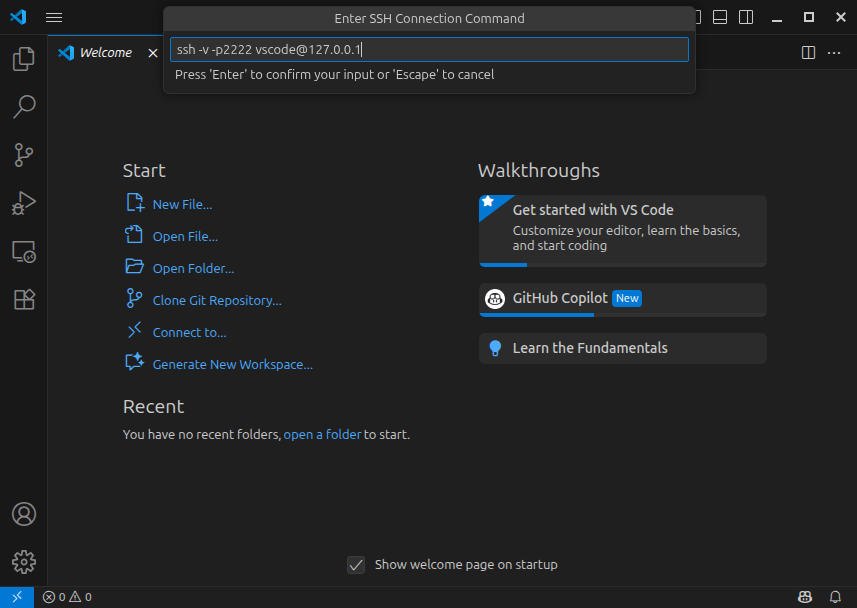 Enter SSH Connection Command
ssh -v -p2222 vscode@127.0.0.1
Press 'Enter' to confirm your input or 'Escape' to cancel
Welcome
Start
New File...
Open File...
Open Folder...
Clone Git Repository...
Connect to...
Generate New Workspace...
Recent
You have no recent folders, open a folder to start.
Walkthroughs
Get started with VS Code
Customize your editor, learn the basics,
and start coding
GitHub Copilot New
Learn the Fundamentals
Show welcome page on startup
0 0